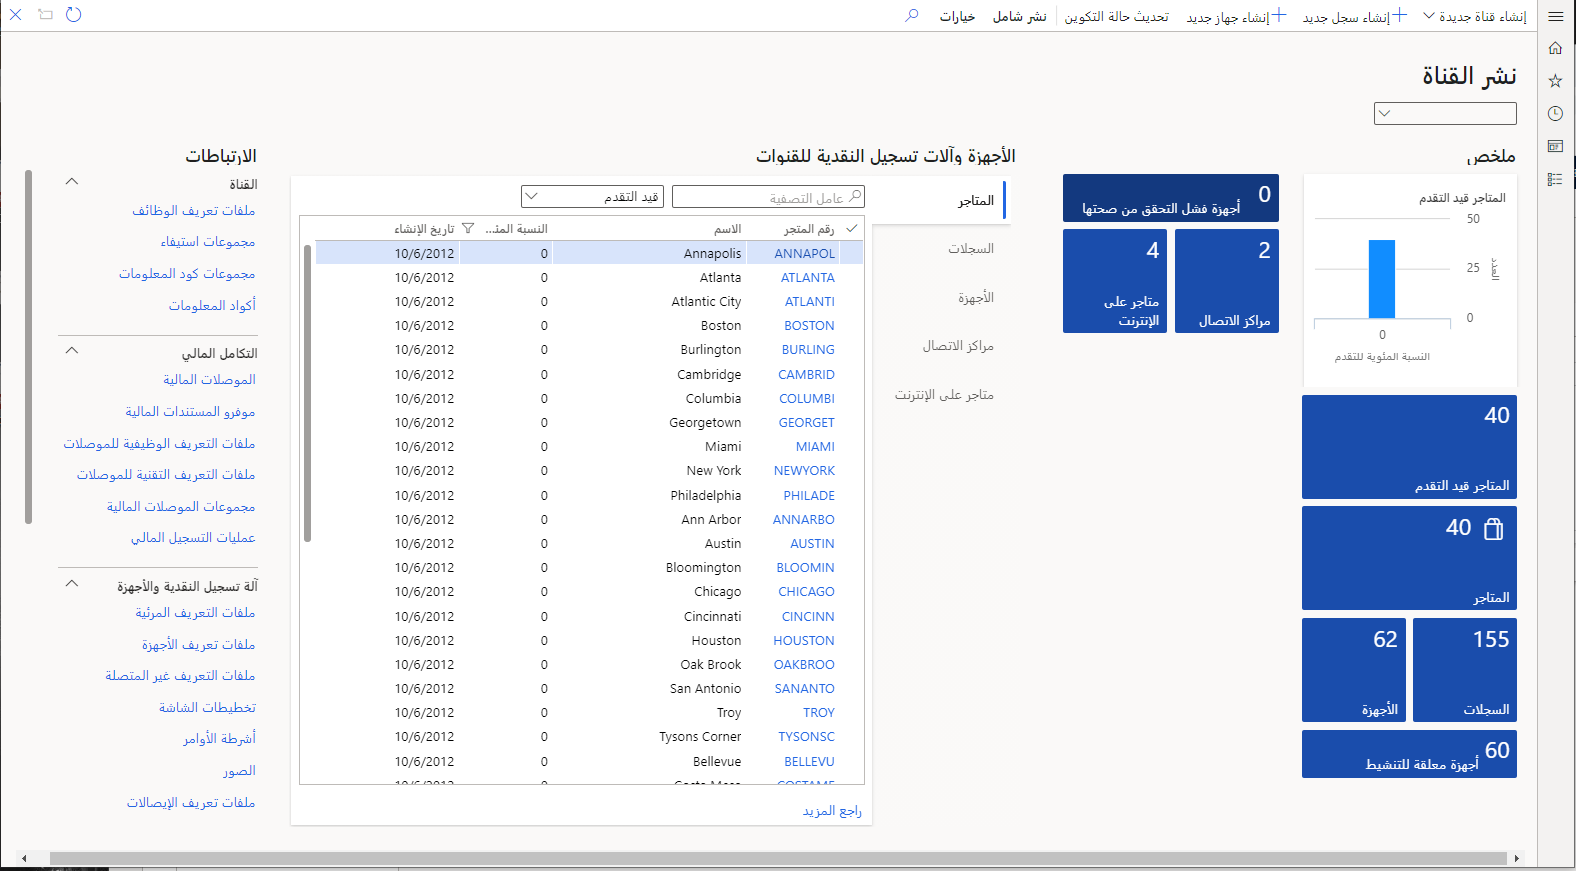 إنشاء قناة جديدة
إنشاء سجل جديد
إنشاء جهاز جديد
تحديث حالة التكوين
نشر شامل
خيارات
نشر القناة
ملخص
المتاجر قيد التقدم
50
25
0
العدد
0
النسبة المئوية للتقدم
40
المتاجر قيد التقدم
40
المتاجر
155
السجلات
62
الأجهزة
60
أجهزة معلقة للتنشيط
0
أجهزة فشل التحقق من صحتها
2
مراكز الاتصال
4
متاجر على
الإنترنت
الأجهزة وآلات تسجيل النقدية للقنوات
المتاجر
السجلات
الأجهزة
مراكز الاتصال
متاجر على الإنترنت
عامل التصفية
قيد التقدم
رقم المتجر الاسم النسبة المئ... تاريخ الإنشاء
ANNAPOL Annapolis 0 10/6/2012
ATLANTA Atlanta 0 10/6/2012
ATLANTI Atlantic City 0 10/6/2012
BOSTON Boston 0 10/6/2012
BURLING Burlington 0 10/6/2012
CAMBRID Cambridge 0 10/6/2012
COLUMBI Columbia 0 10/6/2012
GEORGET Georgetown 0 10/6/2012
MIAMI Miami 0 10/6/2012
NEWYORK New York 0 10/6/2012
PHILADE Philadelphia 0 10/6/2012
ANNARBO Ann Arbor 0 10/6/2012
AUSTIN Austin 0 10/6/2012
BLOOMIN Bloomington 0 10/6/2012
CHICAGO Chicago 0 10/6/2012
CINCINN Cincinnati 0 10/6/2012
HOUSTON Houston 0 10/6/2012
OAKBROO Oak Brook 0 10/6/2012
SANANTO San Antonio 0 10/6/2012
TROY Troy 0 10/6/2012
TYSONSC Tysons Corner 0 10/6/2012
BELLEVU Bellevue 0 10/6/2012
COSTAME Costa Mesa 0 10/6/2012
راجع المزيد
الارتباطات
القناة
ملفات تعريف الوظائف
مجموعات استيفاء
مجموعات كود المعلومات
أكواد المعلومات
التكامل المالي
الموصلات المالية
موفرو المستندات المالية
ملفات التعريف الوظيفية للموصلات
ملفات التعريف التقنية للموصلات
مجموعات الموصلات المالية
عمليات التسجيل المالي
آلة تسجيل النقدية والأجهزة
ملفات التعريف المرئية
ملفات تعريف الأجهزة
ملفات التعريف غير المتصلة
تخطيطات الشاشة
أشرطة الأوامر
الصور
ملفات تعريف الإيصالات